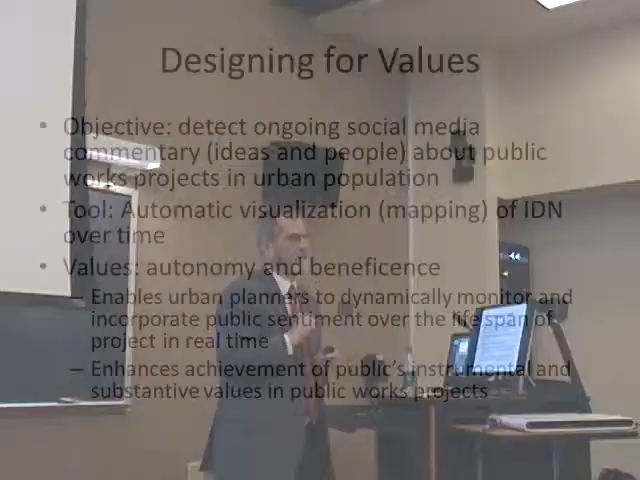 Designing for Values
• Objective: detect ongoing social media
commentary (ideas and people) about public
works projects in urban population
• Tool: Automatic visualization (mapping) of IDN
over time
• Values: autonomy and beneficence
– Enables urban planners to dynamically monitor and
incorporate public sentiment over the life span of
project in real time
– Enhances achievement of public's instrumental and
substantive values in public works projects